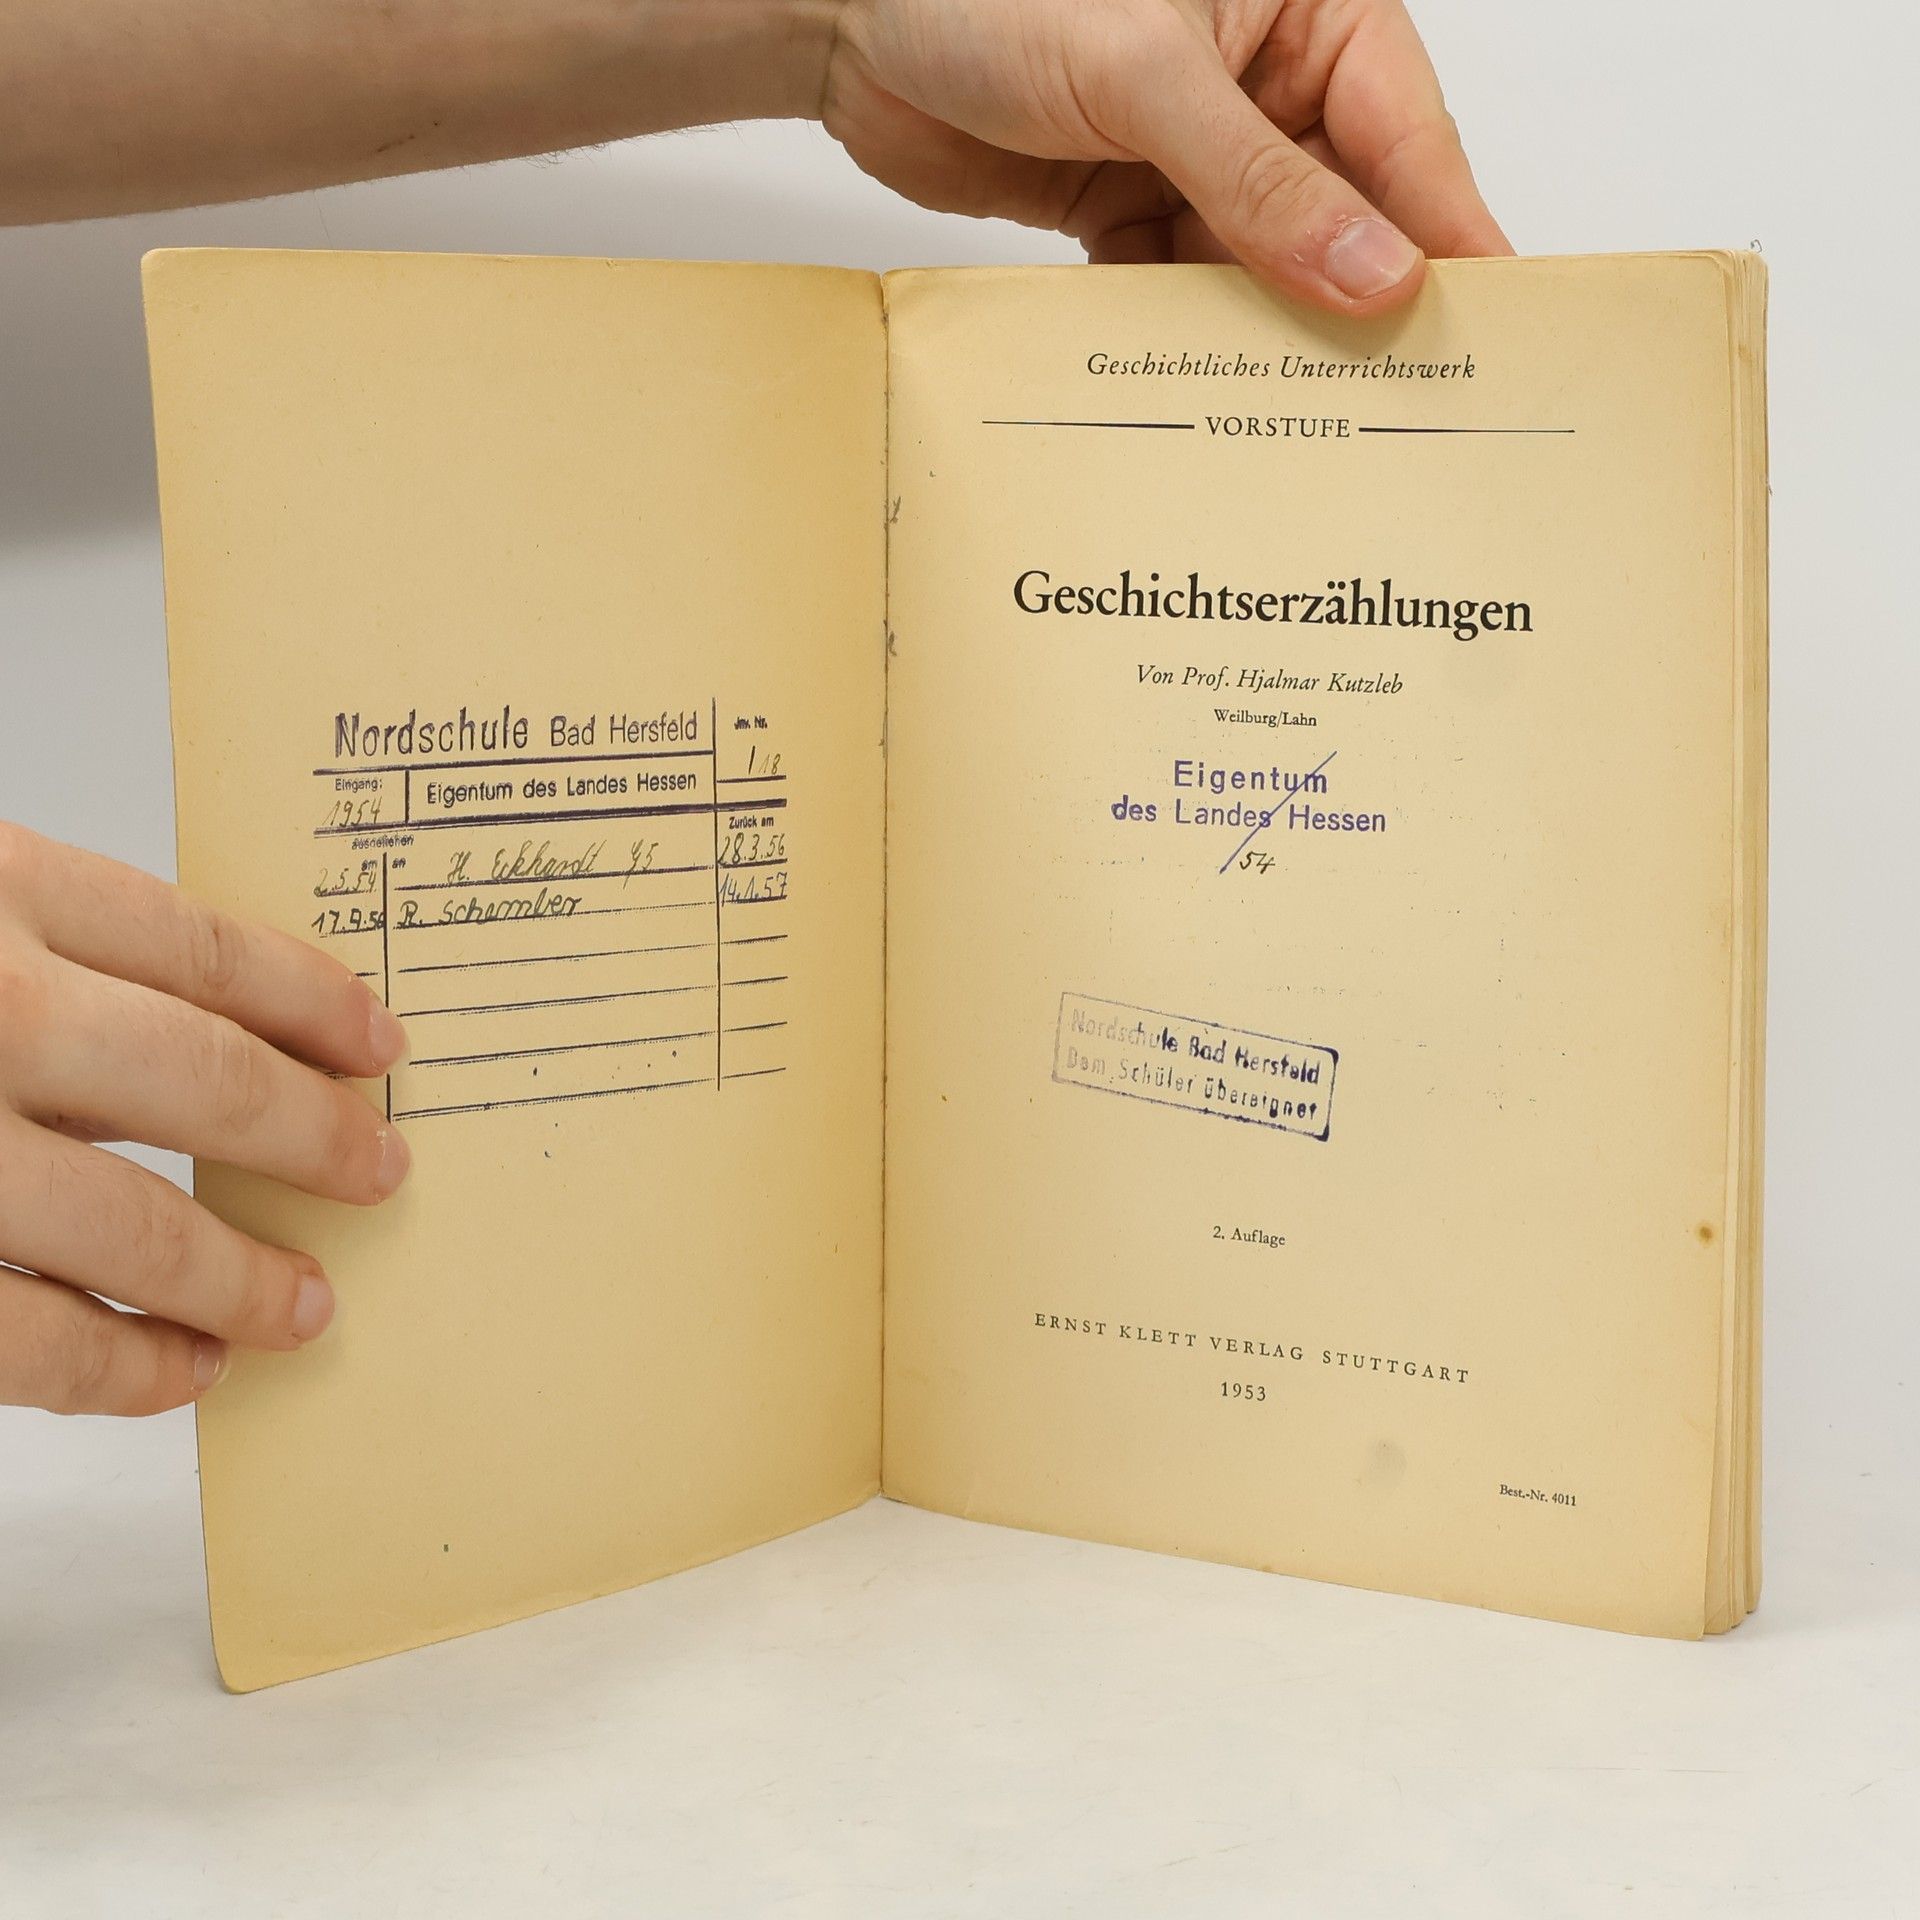 Nordschule Bad Hersfeld
Jnv. Nr.
1 18
Eingang:
1954
Eigentum des Landes Hessen
ausgeliehen
am an
Zurück am
2.5.54 H. Eckhardt G5 28.3.56
17.9.56 R. Schember 14.1.57
Geschichtliches Unterrichtswerk
VORSTUFE
Geschichtserzählungen
Von Prof. Hjalmar Kutzleb
Weilburg/Lahn
Eigentum
des Landes Hessen
54
Nordschule Bad Hersfeld
Dem Schüler übereignet
2. Auflage
ERNST KLETT VERLAG STUTTGART
1953
Best.-Nr. 4011